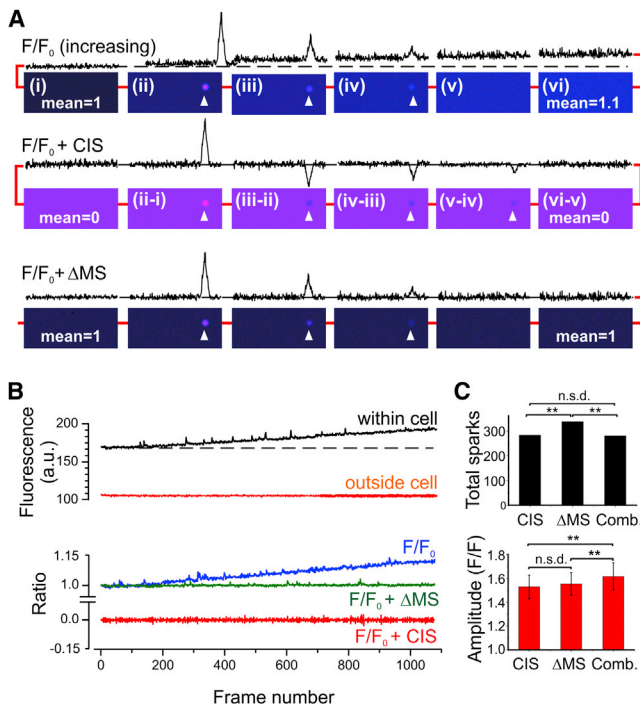 A
F/F0 (increasing)
(i) (ii) (iii) (iv) (v) (vi)
mean=1 mean=1.1
F/F0 + CIS
(ii-i) (iii-ii) (iv-iii) (v-iv) (vi-v)
mean=0 mean=0
F/F0 + ΔMS
mean=1 mean=1
B
Fluorescence
(a.u.)
200
150
100
within cell
outside cell
Ratio
1.15
1.0
0.0
-0.15
F/F0
F/F0 + ΔMS
F/F0 + CIS
0 200 400 600 800 1000
Frame number
C
n.s.d.
** **
Total sparks
300
200
100
0
CIS ΔMS Comb.
**
n.s.d. **
Amplitude (F/F)
1.8
1.6
1.4
1.2
1.0
CIS ΔMS Comb.